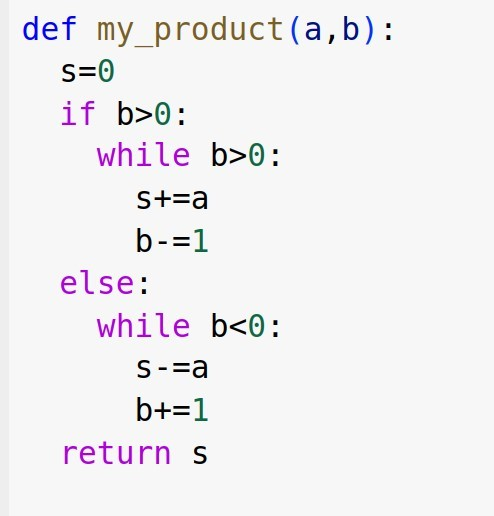 def my_product(a,b):
  s=0
  if b>0:
    while b>0:
      s+=a
      b-=1
  else:
    while b<0:
      s-=a
      b+=1
  return s